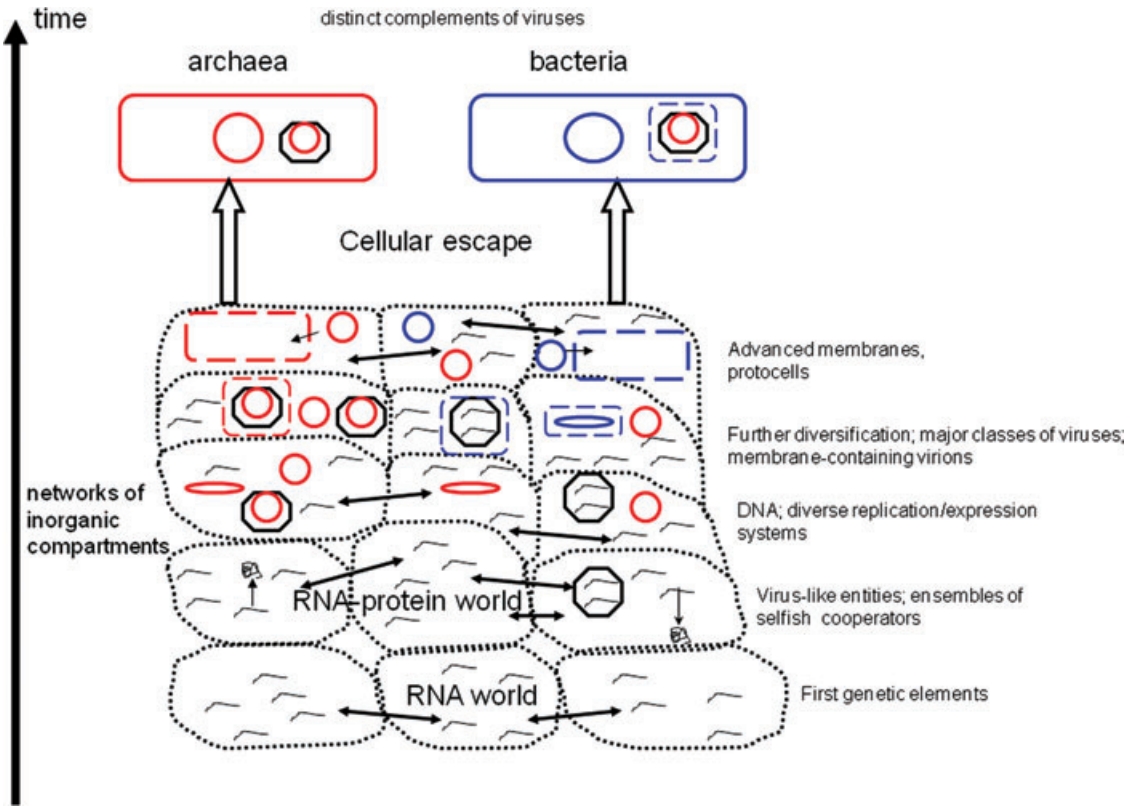 time
distinct complements of viruses
archaea
bacteria
Cellular escape
Advanced membranes,
protocells
Further diversification; major classes of viruses;
membrane-containing virions
networks of
inorganic
compartments
DNA; diverse replication/expression
systems
RNA-protein world
Virus-like entities; ensembles of
selfish cooperators
RNA world
First genetic elements